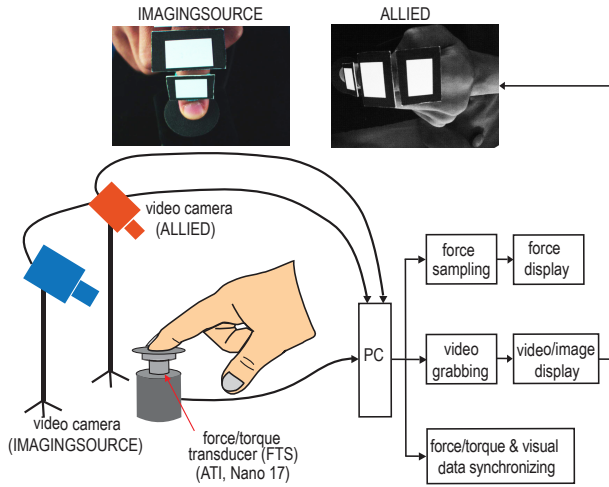 IMAGINGSOURCE
ALLIED
video camera
(ALLIED)
force
sampling
force
display
PC
video
grabbing
video/image
display
video camera
(IMAGINGSOURCE)
force/torque
transducer (FTS)
(ATI, Nano 17)
force/torque & visual
data synchronizing